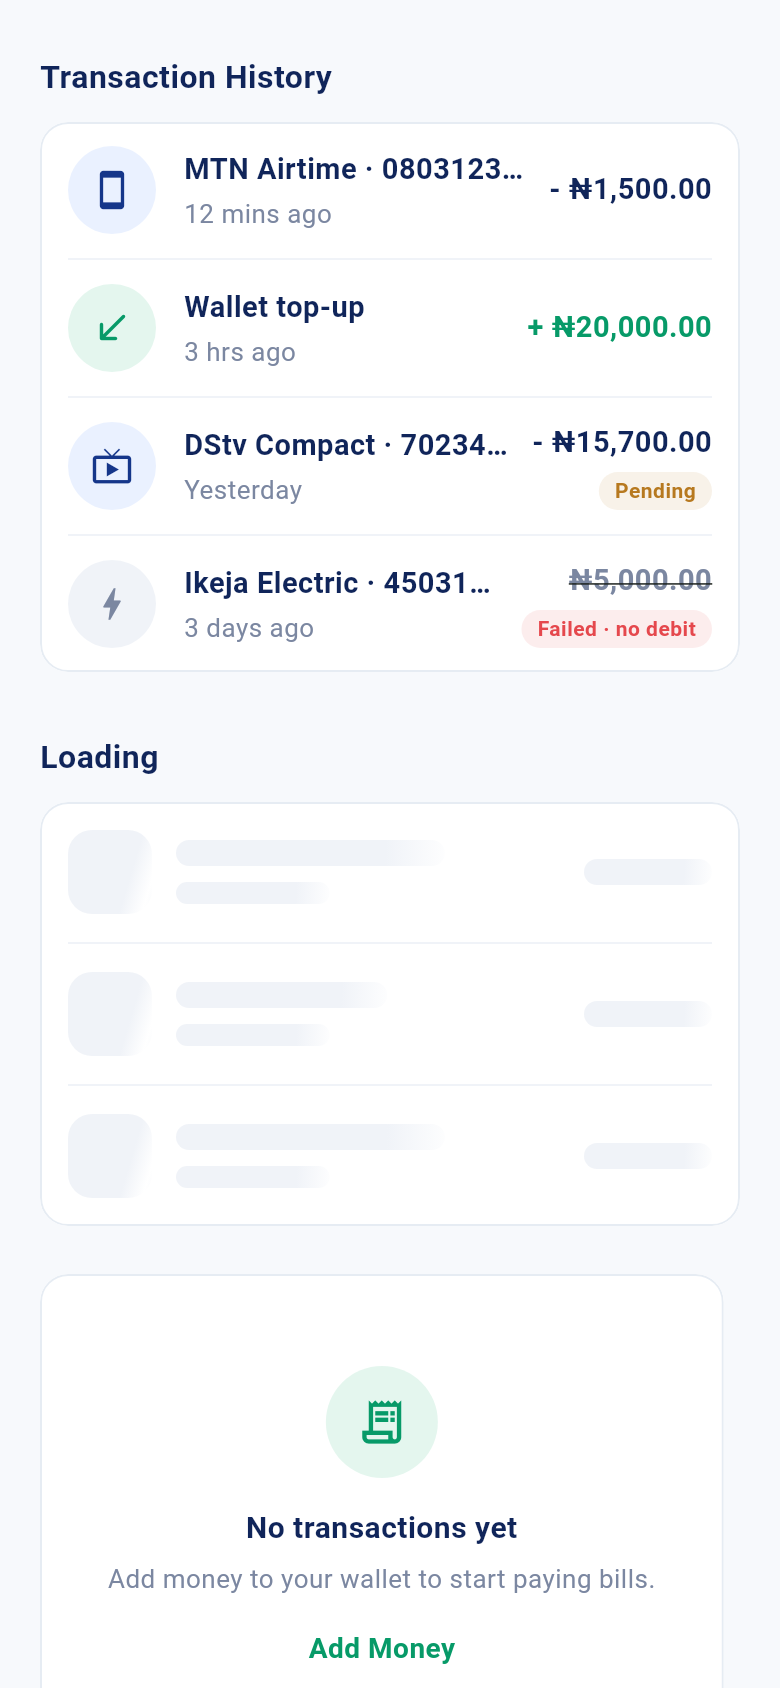 Transaction History
MTN Airtime · 0803123...
- ₦1,500.00
12 mins ago
Wallet top-up
+ ₦20,000.00
3 hrs ago
DStv Compact · 70234...
- ₦15,700.00
Yesterday
Pending
Ikeja Electric · 45031...
₦5,000.00
3 days ago
Failed · no debit
Loading
No transactions yet
Add money to your wallet to start paying bills.
Add Money